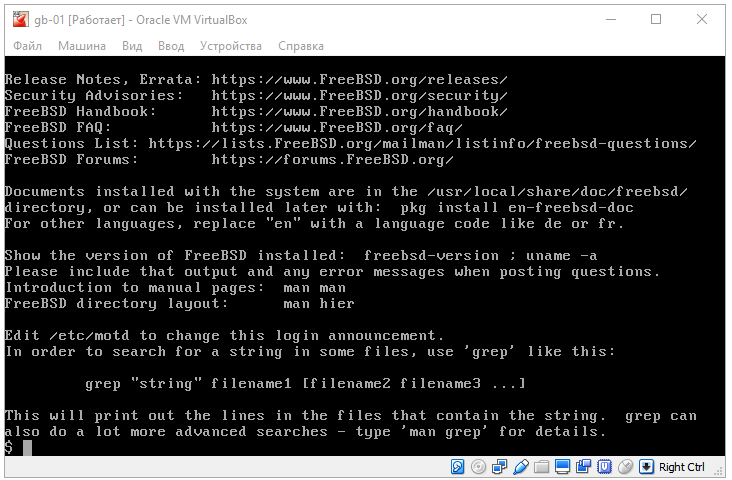 gb-01 [Работает] - Oracle VM VirtualBox
Файл Машина Вид Ввод Устройства Справка
Release Notes, Errata: https://www.FreeBSD.org/releases/
Security Advisories:   https://www.FreeBSD.org/security/
FreeBSD Handbook:      https://www.FreeBSD.org/handbook/
FreeBSD FAQ:           https://www.FreeBSD.org/faq/
Questions List: https://lists.FreeBSD.org/mailman/listinfo/freebsd-questions/
FreeBSD Forums:        https://forums.FreeBSD.org/
Documents installed with the system are in the /usr/local/share/doc/freebsd/
directory, or can be installed later with:  pkg install en-freebsd-doc
For other languages, replace "en" with a language code like de or fr.
Show the version of FreeBSD installed:  freebsd-version ; uname -a
Please include that output and any error messages when posting questions.
Introduction to manual pages:  man man
FreeBSD directory layout:      man hier
Edit /etc/motd to change this login announcement.
In order to search for a string in some files, use 'grep' like this:
         grep "string" filename1 [filename2 filename3 ...]
This will print out the lines in the files that contain the string.  grep can
also do a lot more advanced searches - type 'man grep' for details.
$
Right Ctrl